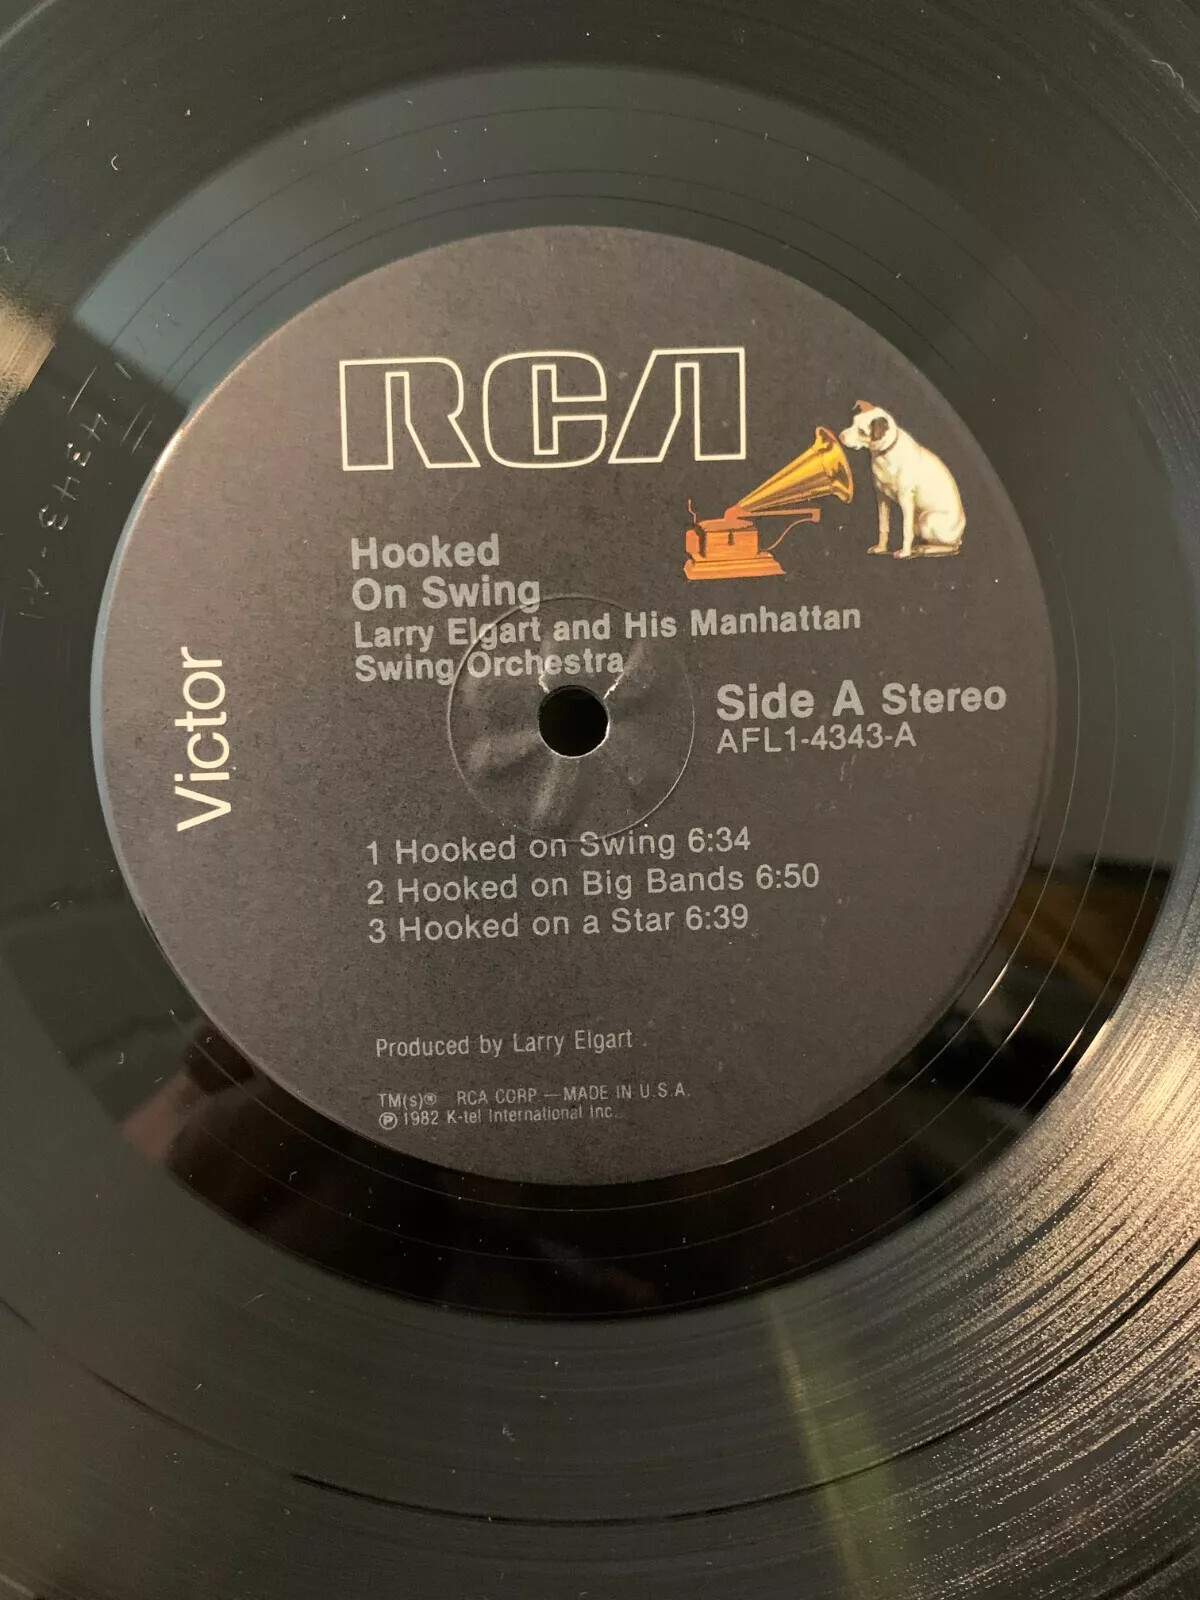 RCA
Hooked
On Swing
Larry Elgart and His Manhattan
Swing Orchestra
Side A Stereo
AFL1-4343-A
Victor
1 Hooked on Swing 6:34
2 Hooked on Big Bands 6:50
3 Hooked on a Star 6:39
Produced by Larry Elgart
TM(s)® RCA CORP — MADE IN U.S.A.
℗ 1982 K-tel International Inc.